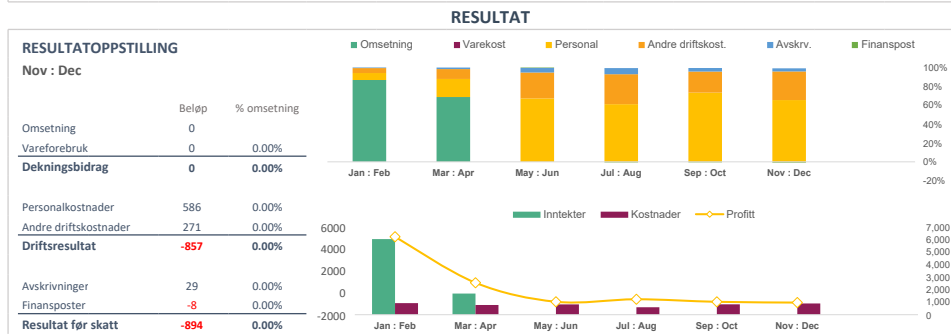 RESULTAT
RESULTATOPPSTILLING
Nov : Dec
Beløp % omsetning
Omsetning 0
Vareforebruk 0 0.00%
Dekningsbidrag 0 0.00%
Personalkostnader 586 0.00%
Andre driftskostnader 271 0.00%
Driftsresultat -857 0.00%
Avskrivninger 29 0.00%
Finansposter -8 0.00%
Resultat før skatt -894 0.00%
Omsetning Varekost Personal Andre driftskost. Avskrv. Finanspost
100%
80%
60%
40%
20%
0%
-20%
Jan : Feb Mar : Apr May : Jun Jul : Aug Sep : Oct Nov : Dec
Inntekter Kostnader Profitt
6000
4000
2000
0
-2000
7,000
6,000
5,000
4,000
3,000
2,000
1,000
0
Jan : Feb Mar : Apr May : Jun Jul : Aug Sep : Oct Nov : Dec